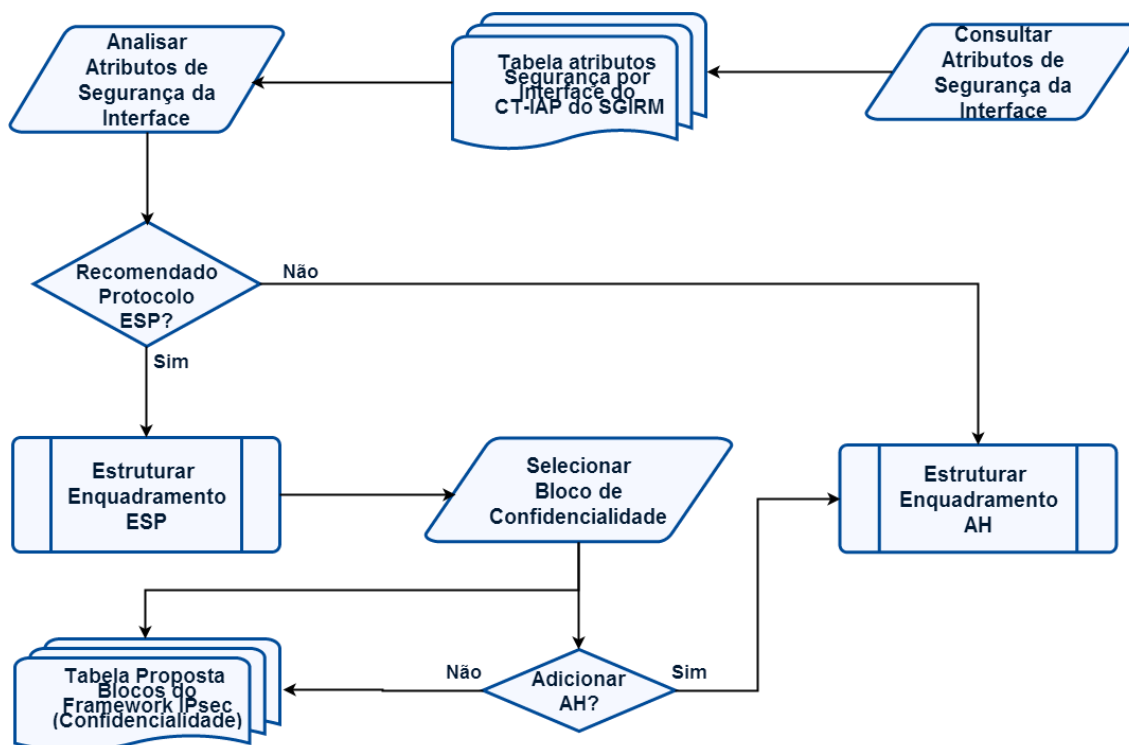 Analisar
Atributos de
Segurança da
Interface
Tabela atributos
Segurança por
Interface do
CT-IAP do SGIRM
Consultar
Atributos de
Segurança da
Interface
Recomendado
Protocolo
ESP?
Não
Sim
Estruturar
Enquadramento
ESP
Selecionar
Bloco de
Confidencialidade
Estruturar
Enquadramento
AH
Tabela Proposta
Blocos do
Framework IPsec
(Confidencialidade)
Não
Adicionar
AH?
Sim